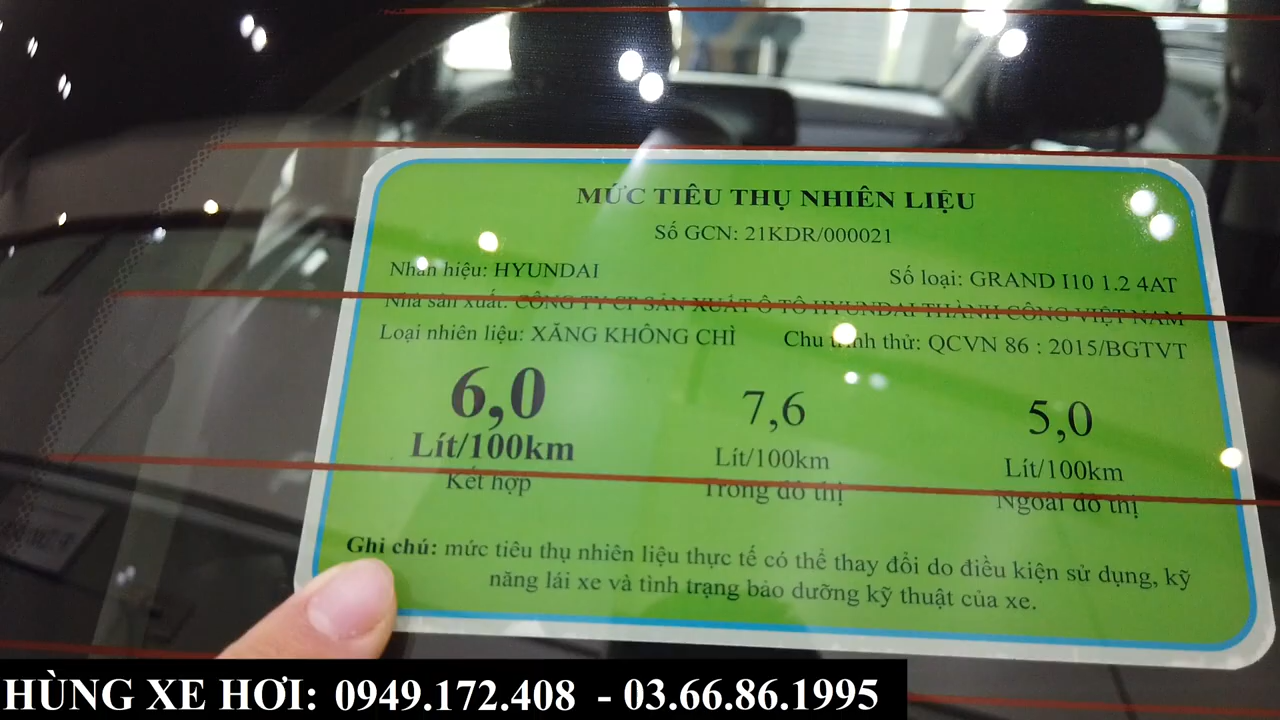 MỨC TIÊU THỤ NHIÊN LIỆU
Số GCN: 21KDR/000021
Nhãn hiệu: HYUNDAI Số loại: GRAND I10 1.2 4AT
Nhà sản xuất: CÔNG TY CP SẢN XUẤT Ô TÔ HYUNDAI THÀNH CÔNG VIỆT NAM
Loại nhiên liệu: XĂNG KHÔNG CHÌ Chu trình thử: QCVN 86 : 2015/BGTVT
6,0 7,6 5,0
Lít/100km Lít/100km Lít/100km
Kết hợp Trong đô thị Ngoài đô thị
Ghi chú: mức tiêu thụ nhiên liệu thực tế có thể thay đổi do điều kiện sử dụng, kỹ
năng lái xe và tình trạng bảo dưỡng kỹ thuật của xe.
HÙNG XE HƠI: 0949.172.408 - 03.66.86.1995